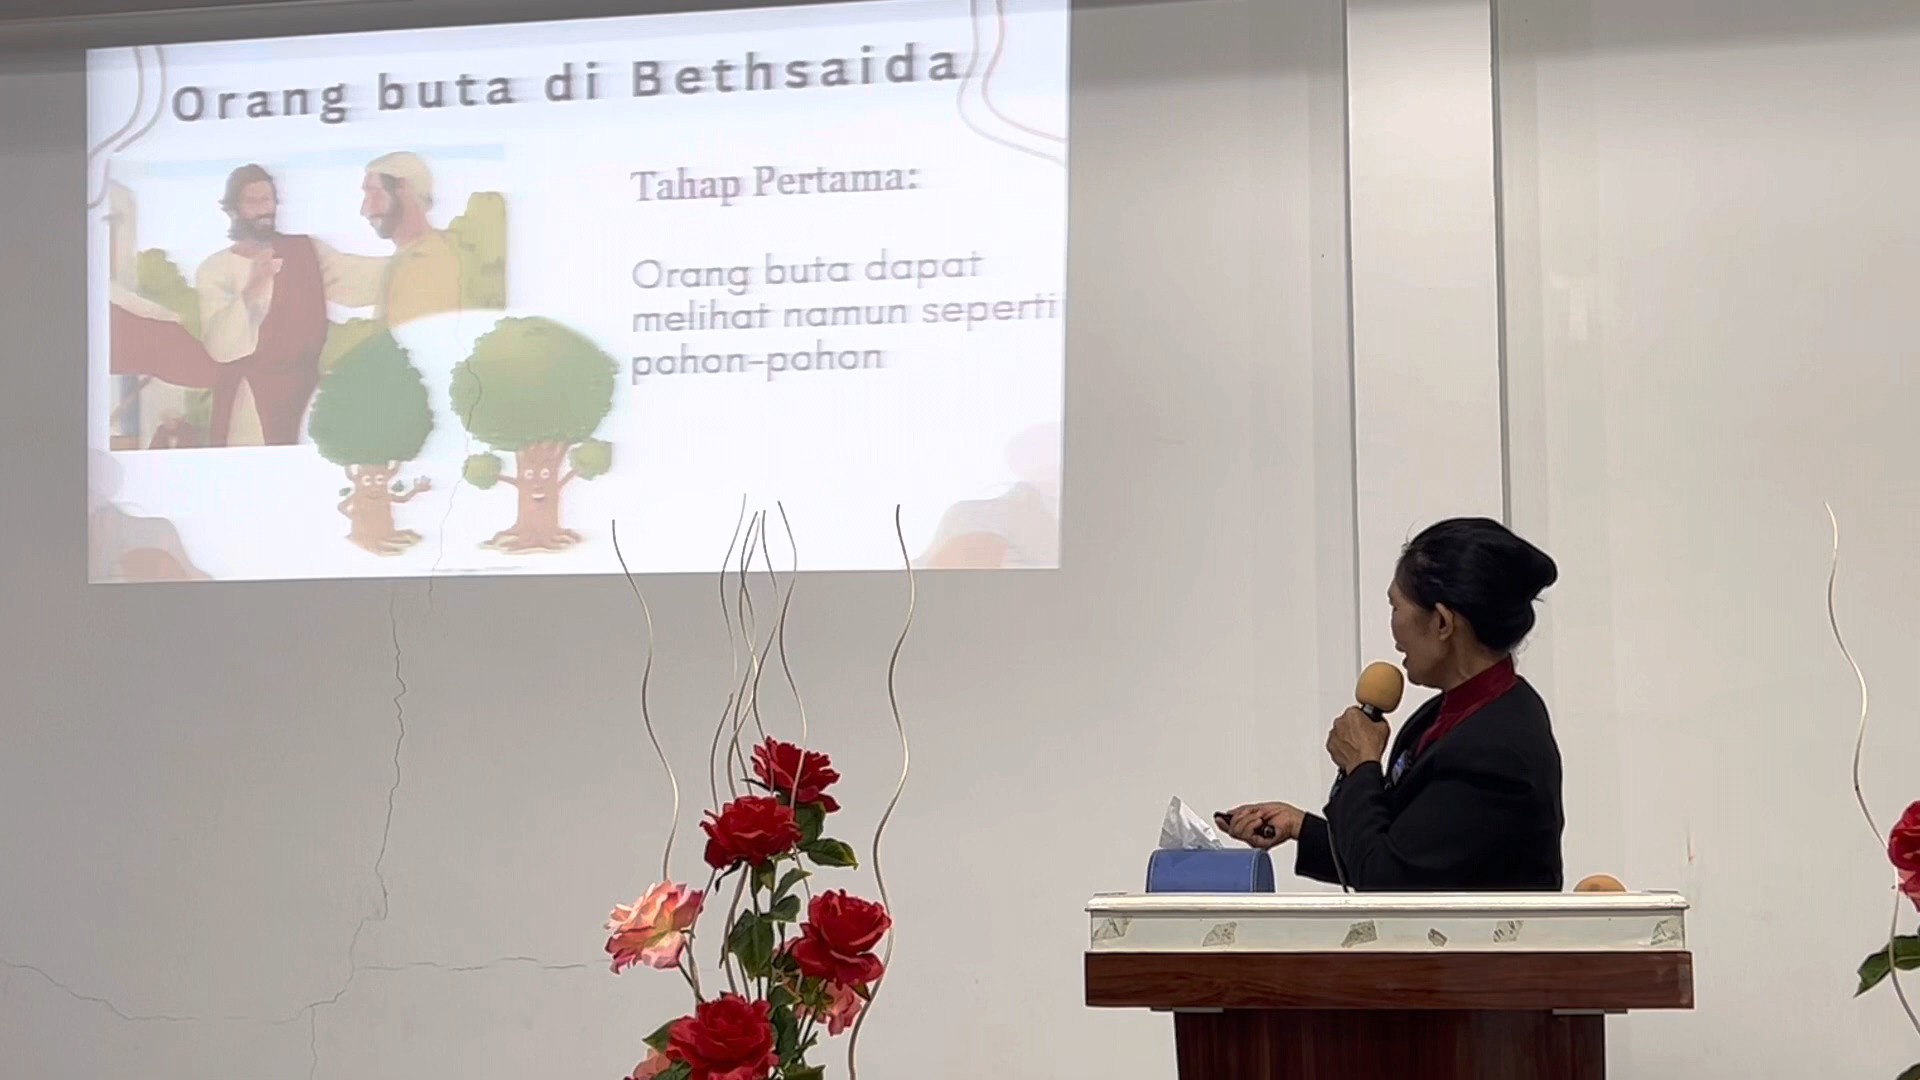 Orang buta di Bethsaida
Tahap Pertama:
Orang buta dapat
melihat namun seperti
pohon-pohon